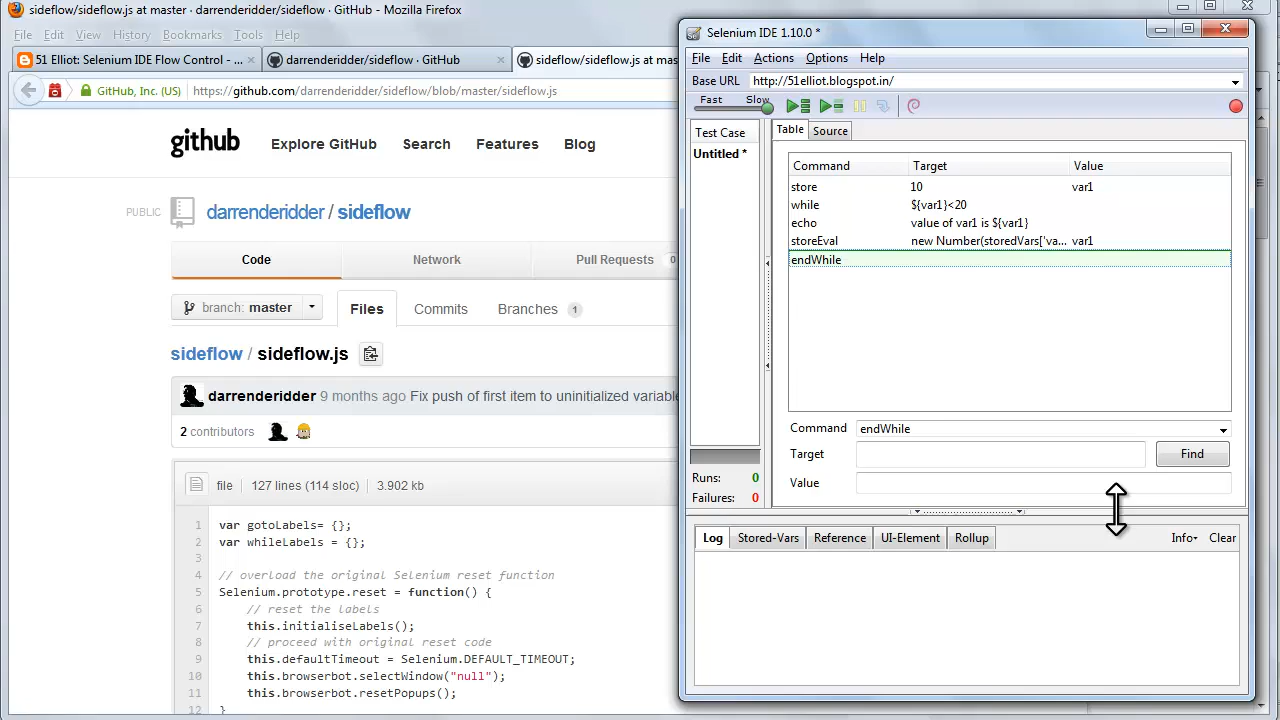 sideflow/sideflow.js at master · darrenderidder/sideflow · GitHub - Mozilla Firefox
File Edit View History Bookmarks Tools Help
51 Elliot: Selenium IDE Flow Control - ... ×
darrenderidder/sideflow · GitHub ×
sideflow/sideflow.js at mas
GitHub, Inc. (US) https://github.com/darrenderidder/sideflow/blob/master/sideflow.js
github Explore GitHub Search Features Blog
PUBLIC darrenderidder / sideflow
Code Network Pull Requests 0
branch: master Files Commits Branches 1
sideflow / sideflow.js
darrenderidder 9 months ago Fix push of first item to uninitialized variable
2 contributors
file 127 lines (114 sloc) 3.902 kb
1 var gotoLabels= {};
2 var whileLabels = {};
3
4 // overload the original Selenium reset function
5 Selenium.prototype.reset = function() {
6 // reset the labels
7 this.initialiseLabels();
8 // proceed with original reset code
9 this.defaultTimeout = Selenium.DEFAULT_TIMEOUT;
10 this.browserbot.selectWindow("null");
11 this.browserbot.resetPopups();
12 }
Selenium IDE 1.10.0 *
File Edit Actions Options Help
Base URL http://51elliot.blogspot.in/
Fast Slow
Test Case
Untitled *
Table Source
Command Target Value
store 10 var1
while ${var1}<20
echo value of var1 is ${var1}
storeEval new Number(storedVars['va... var1
endWhile
Command endWhile
Target Find
Value
Runs: 0
Failures: 0
Log Stored-Vars Reference UI-Element Rollup Info Clear